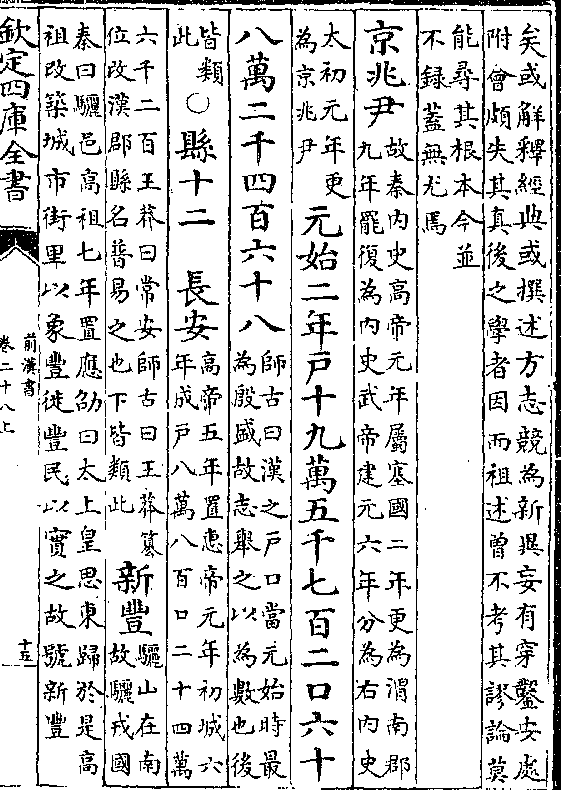 矣或解釋經典或撰述方志競為新異妄有穿鑿安處
附會頗失其真後之學者因而祖述曾不考其謬論莫
能尋其根本今並
不録蓋無尤焉
京兆尹
故秦内史高帝元年屬塞國二年更為渭南郡
九年罷復為内史武帝建元六年分為右内史
太初元年更
為京兆尹
元始二年戸十九萬五千七百二口六十
八萬二千四百六十八
師古曰漢之戸口當元始時最
為殷盛故志舉之以為數也後
皆類
此
○縣十二 長安
高帝五年置惠帝元年初城六
年成戸八萬八百口二十四萬
六千二百王莽曰常安師古曰王莽簒
位改漢郡縣名普易之也下皆類此
新豐
驪山在南
故驪戎國
秦曰驪邑高祖七年置應劭曰太上皇思東歸於是高
祖改築城市街里以象豐徙豐民以實之故號新豐
欽定四庫全書
前漢書
卷二十八上
十五